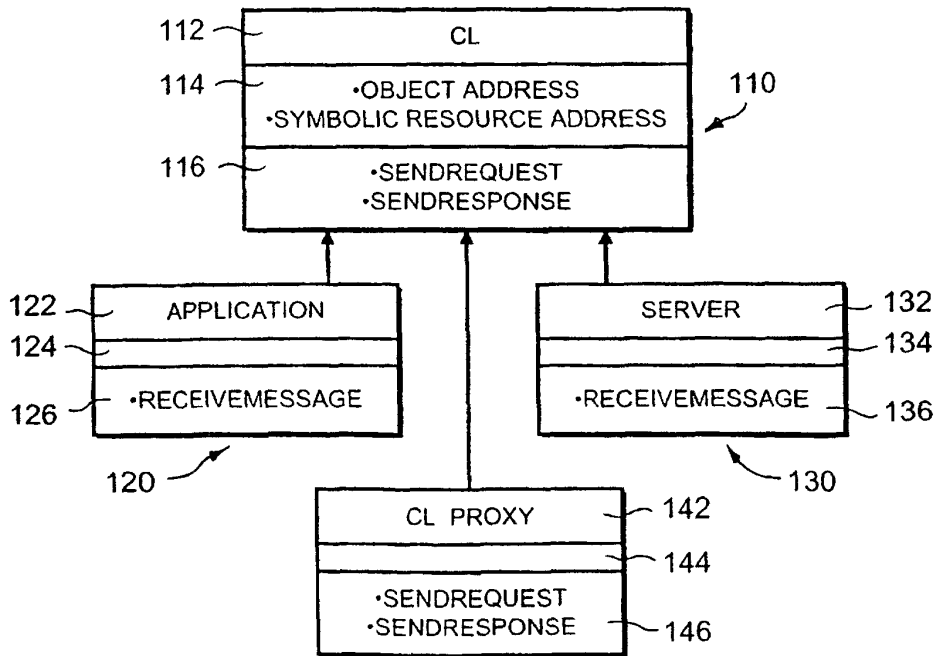 112
CL
114
•OBJECT ADDRESS
•SYMBOLIC RESOURCE ADDRESS
110
116
•SENDREQUEST
•SENDRESPONSE
122
APPLICATION
124
126
•RECEIVEMESSAGE
120
SERVER
132
134
•RECEIVEMESSAGE
136
130
CL PROXY
142
144
•SENDREQUEST
•SENDRESPONSE
146